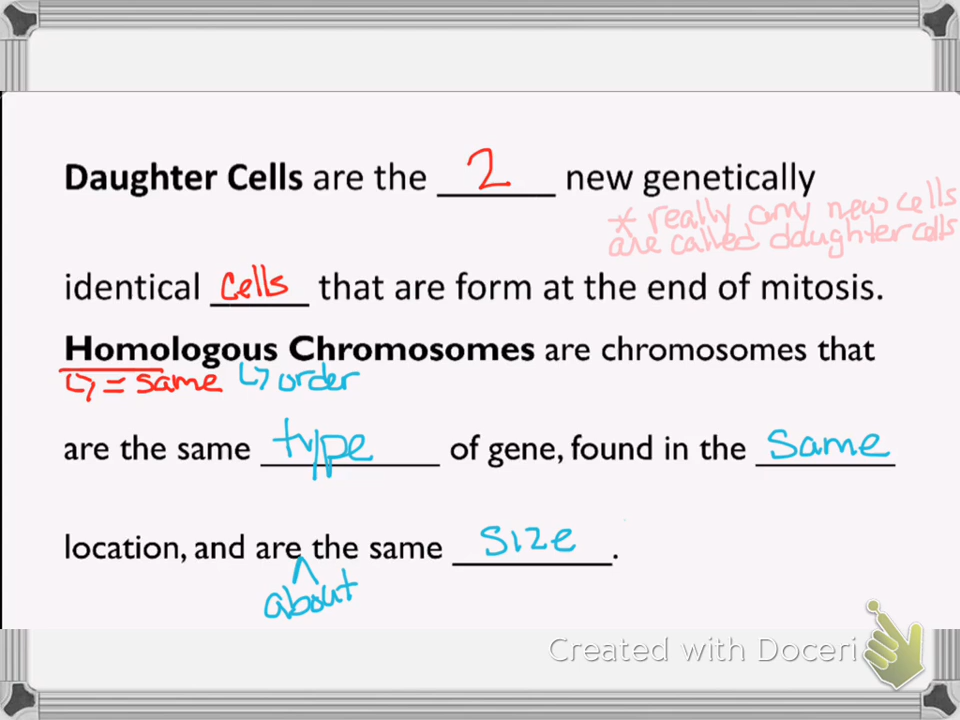 Daughter Cells are the 2 new genetically
* really any new cells
are called daughter cells
identical cells that are form at the end of mitosis.
Homologous Chromosomes are chromosomes that
↳ = same ↳ order
are the same type of gene, found in the same
location, and are the same size.
^
about
Created with Doceri